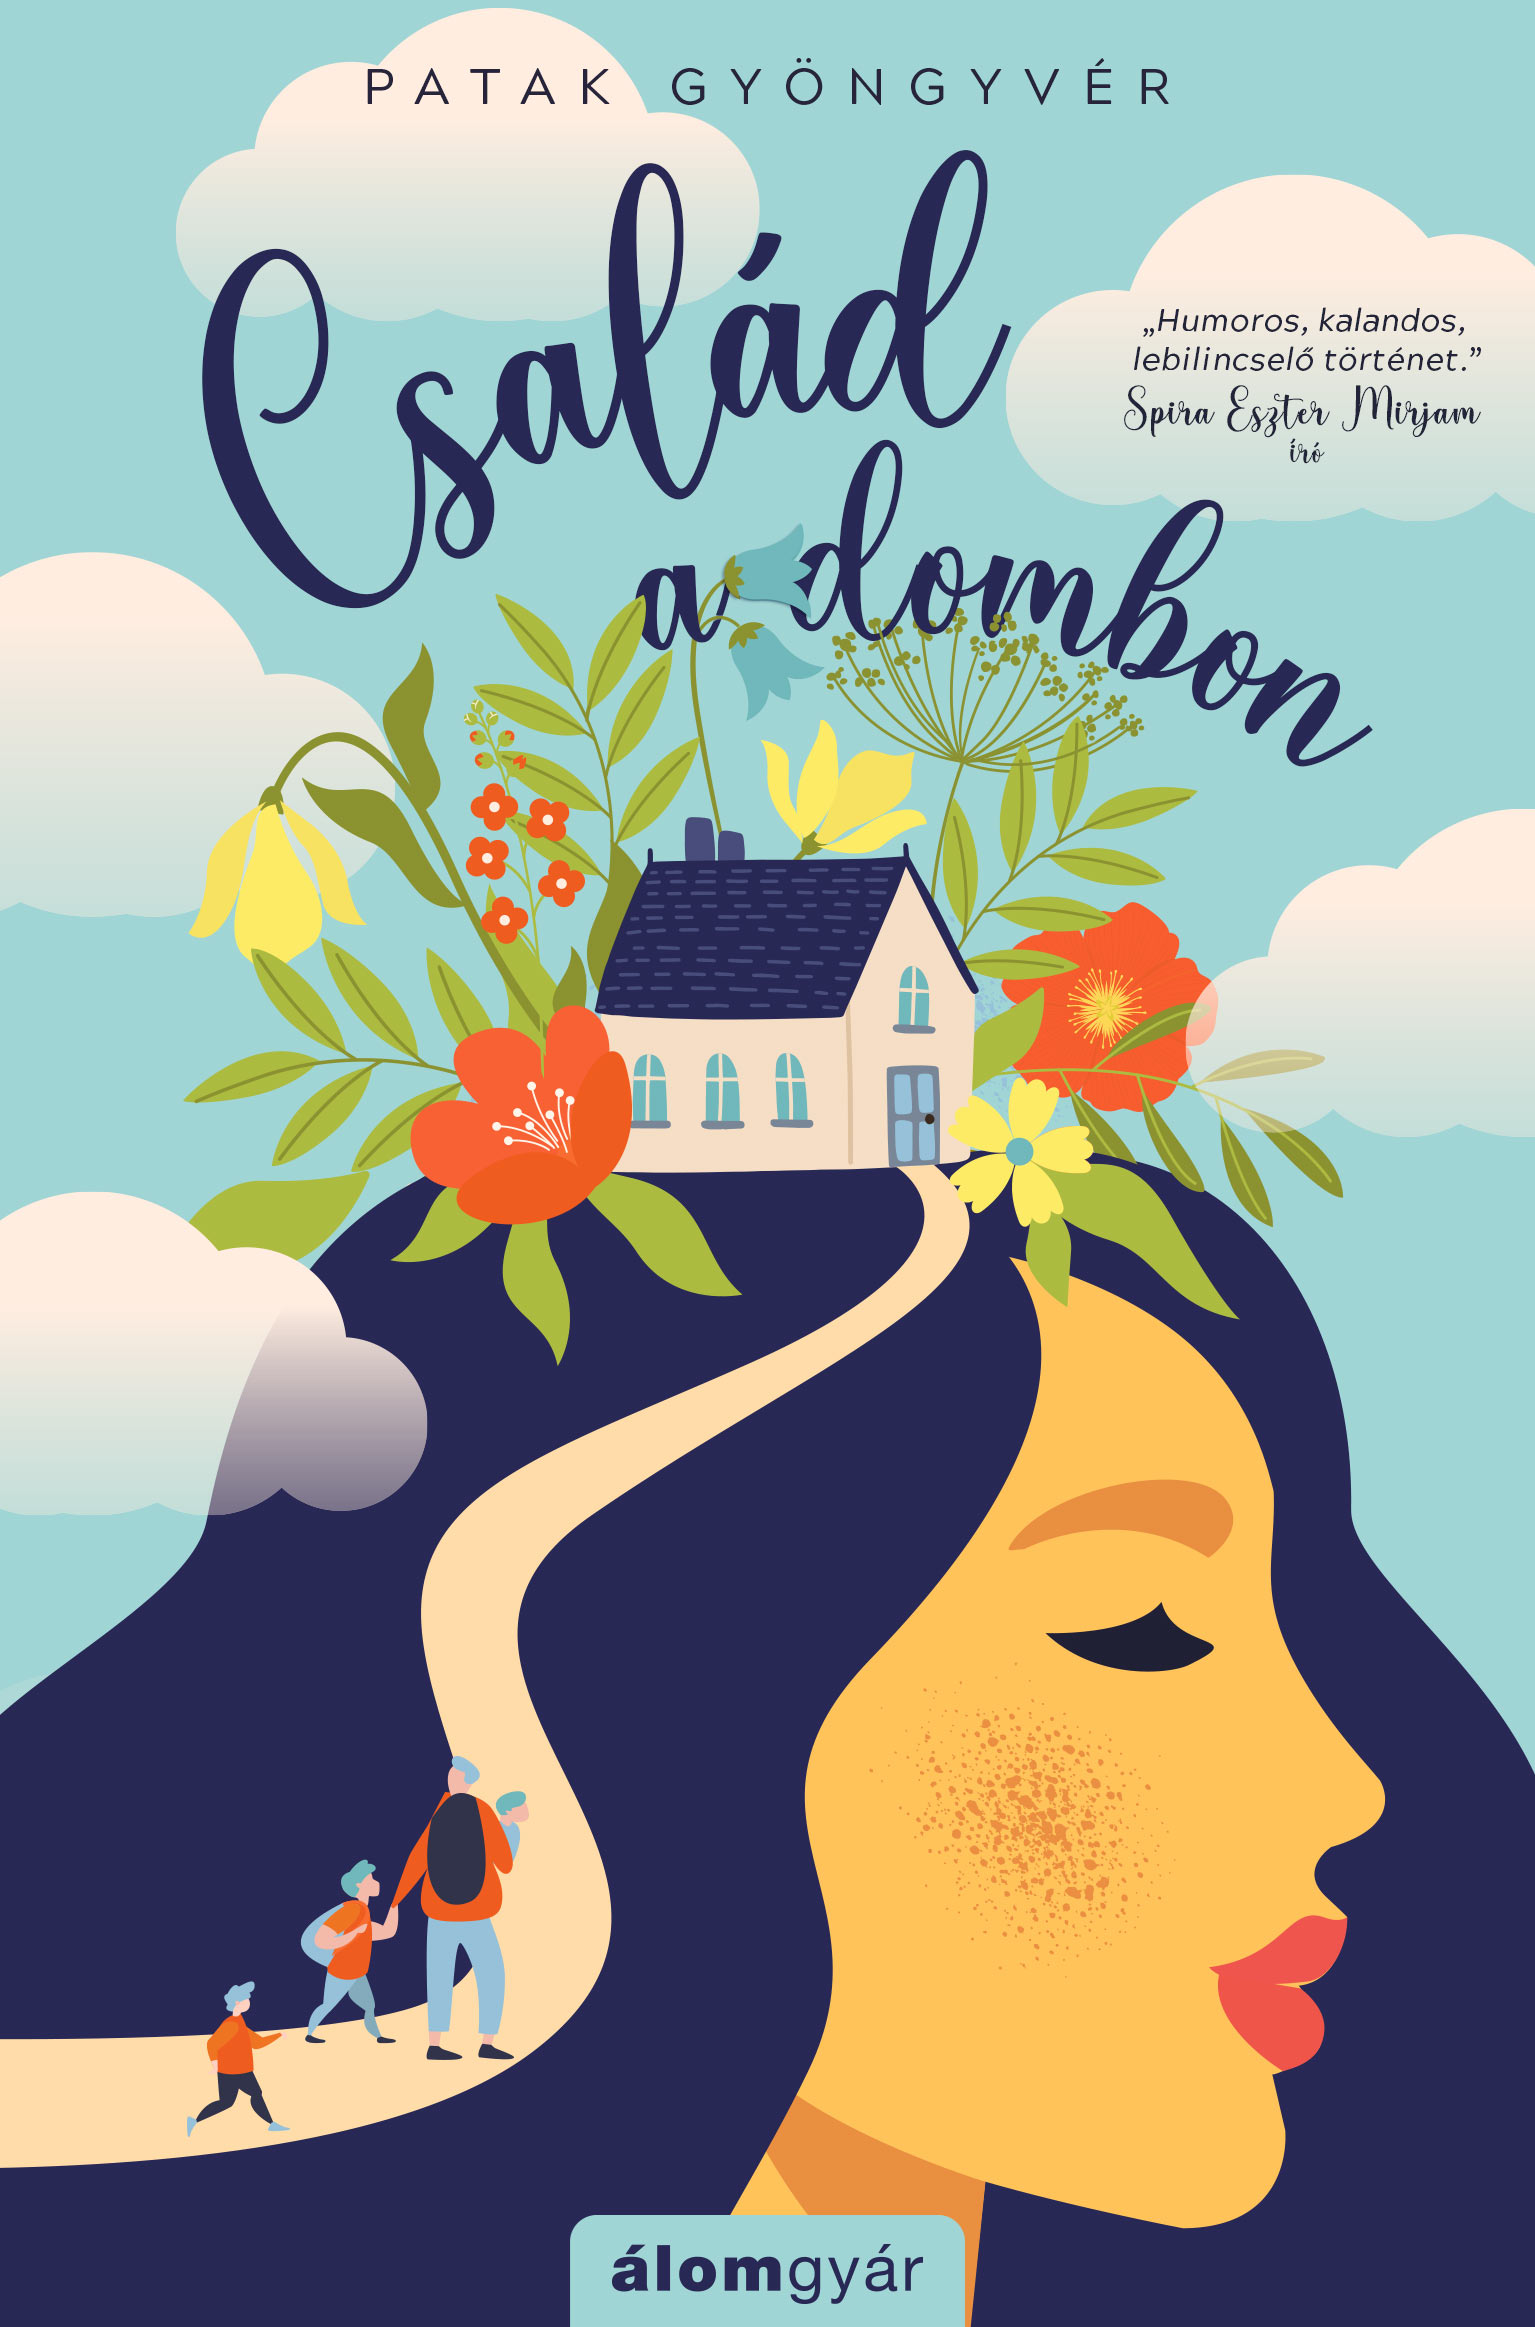 PATAK GYÖNGYVÉR
Család
a dombon
„Humoros, kalandos,
lebilincselő történet.”
Spira Eszter Mirjam
író
álomgyár